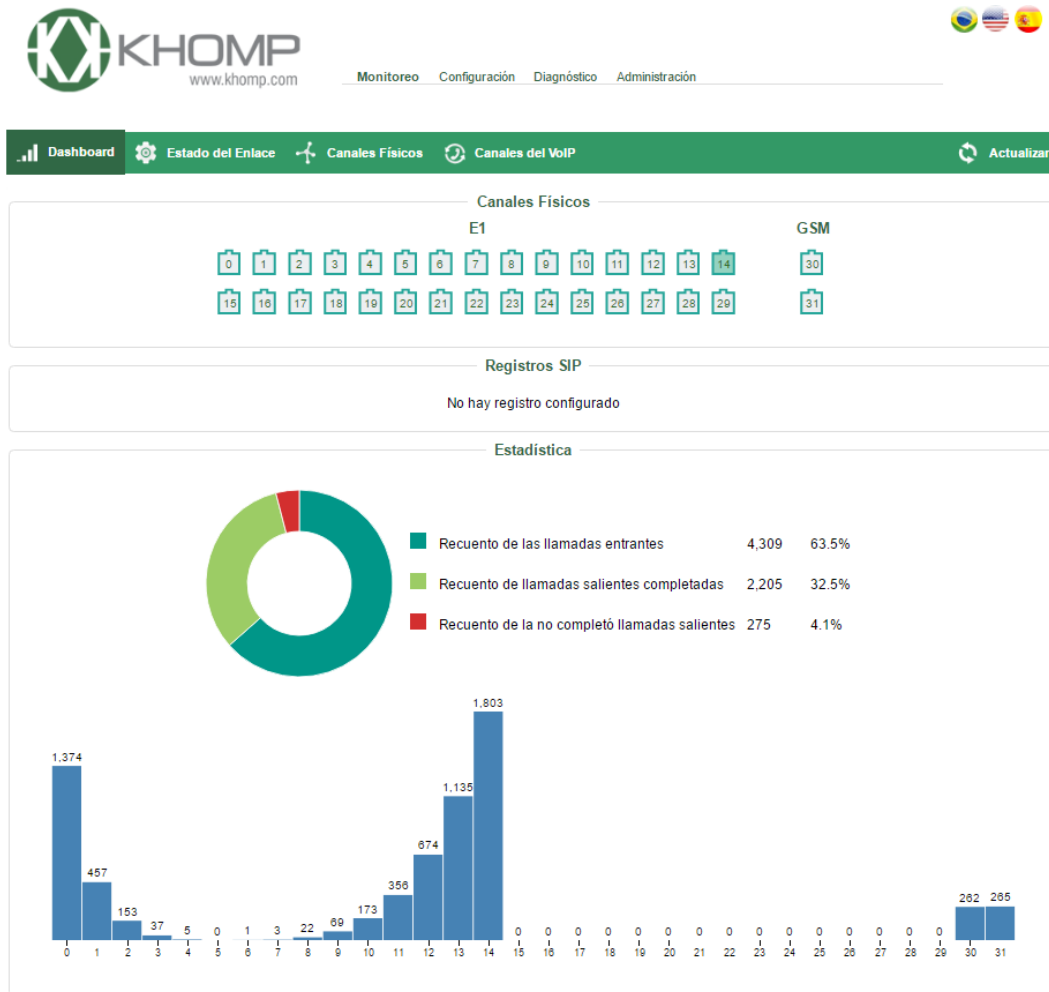 KHOMP
www.khomp.com
Monitoreo Configuración Diagnóstico Administración
Dashboard Estado del Enlace Canales Físicos Canales del VoIP Actualizar
Canales Físicos
E1 GSM
0 1 2 3 4 5 6 7 8 9 10 11 12 13 14 30
15 16 17 18 19 20 21 22 23 24 25 26 27 28 29 31
Registros SIP
No hay registro configurado
Estadística
Recuento de las llamadas entrantes 4,309 63.5%
Recuento de llamadas salientes completadas 2,205 32.5%
Recuento de la no completó llamadas salientes 275 4.1%
1,374 457 153 37 5 0 1 3 22 69 173 356 674 1,135 1,803 0 0 0 0 0 0 0 0 0 0 0 0 0 0 0 262 265
0 1 2 3 4 5 6 7 8 9 10 11 12 13 14 15 16 17 18 19 20 21 22 23 24 25 26 27 28 29 30 31